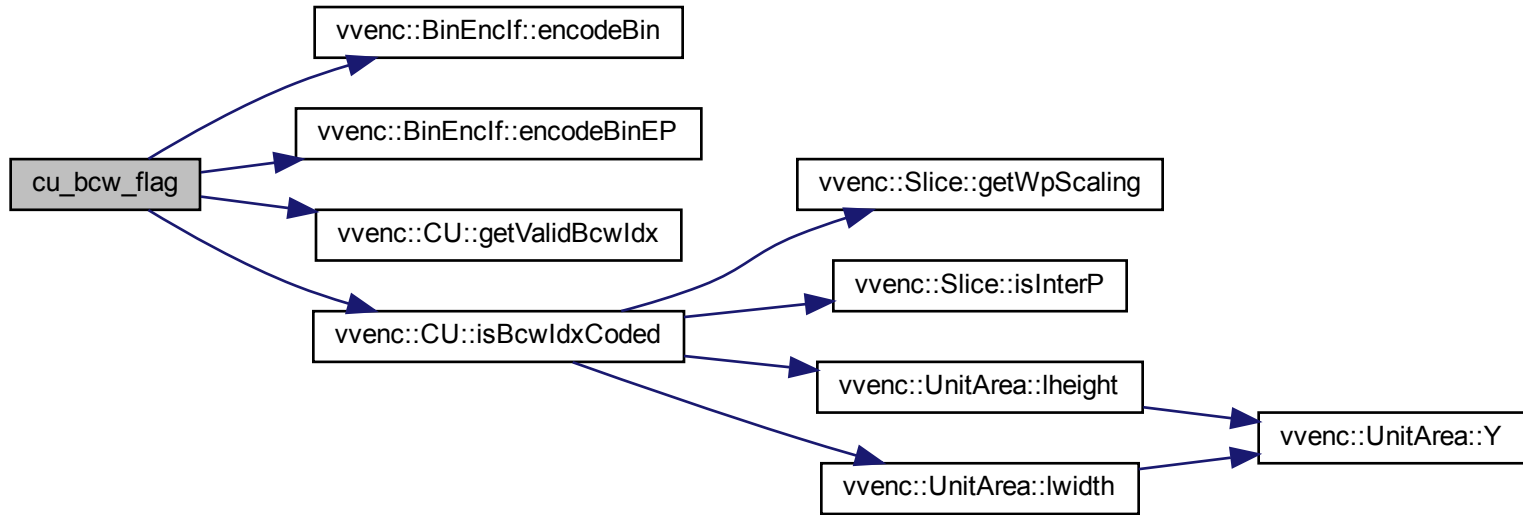 vvenc::BinEncIf::encodeBin
vvenc::BinEncIf::encodeBinEP
cu_bcw_flag
vvenc::CU::getValidBcwIdx
vvenc::CU::isBcwIdxCoded
vvenc::Slice::getWpScaling
vvenc::Slice::isInterP
vvenc::UnitArea::lheight
vvenc::UnitArea::lwidth
vvenc::UnitArea::Y